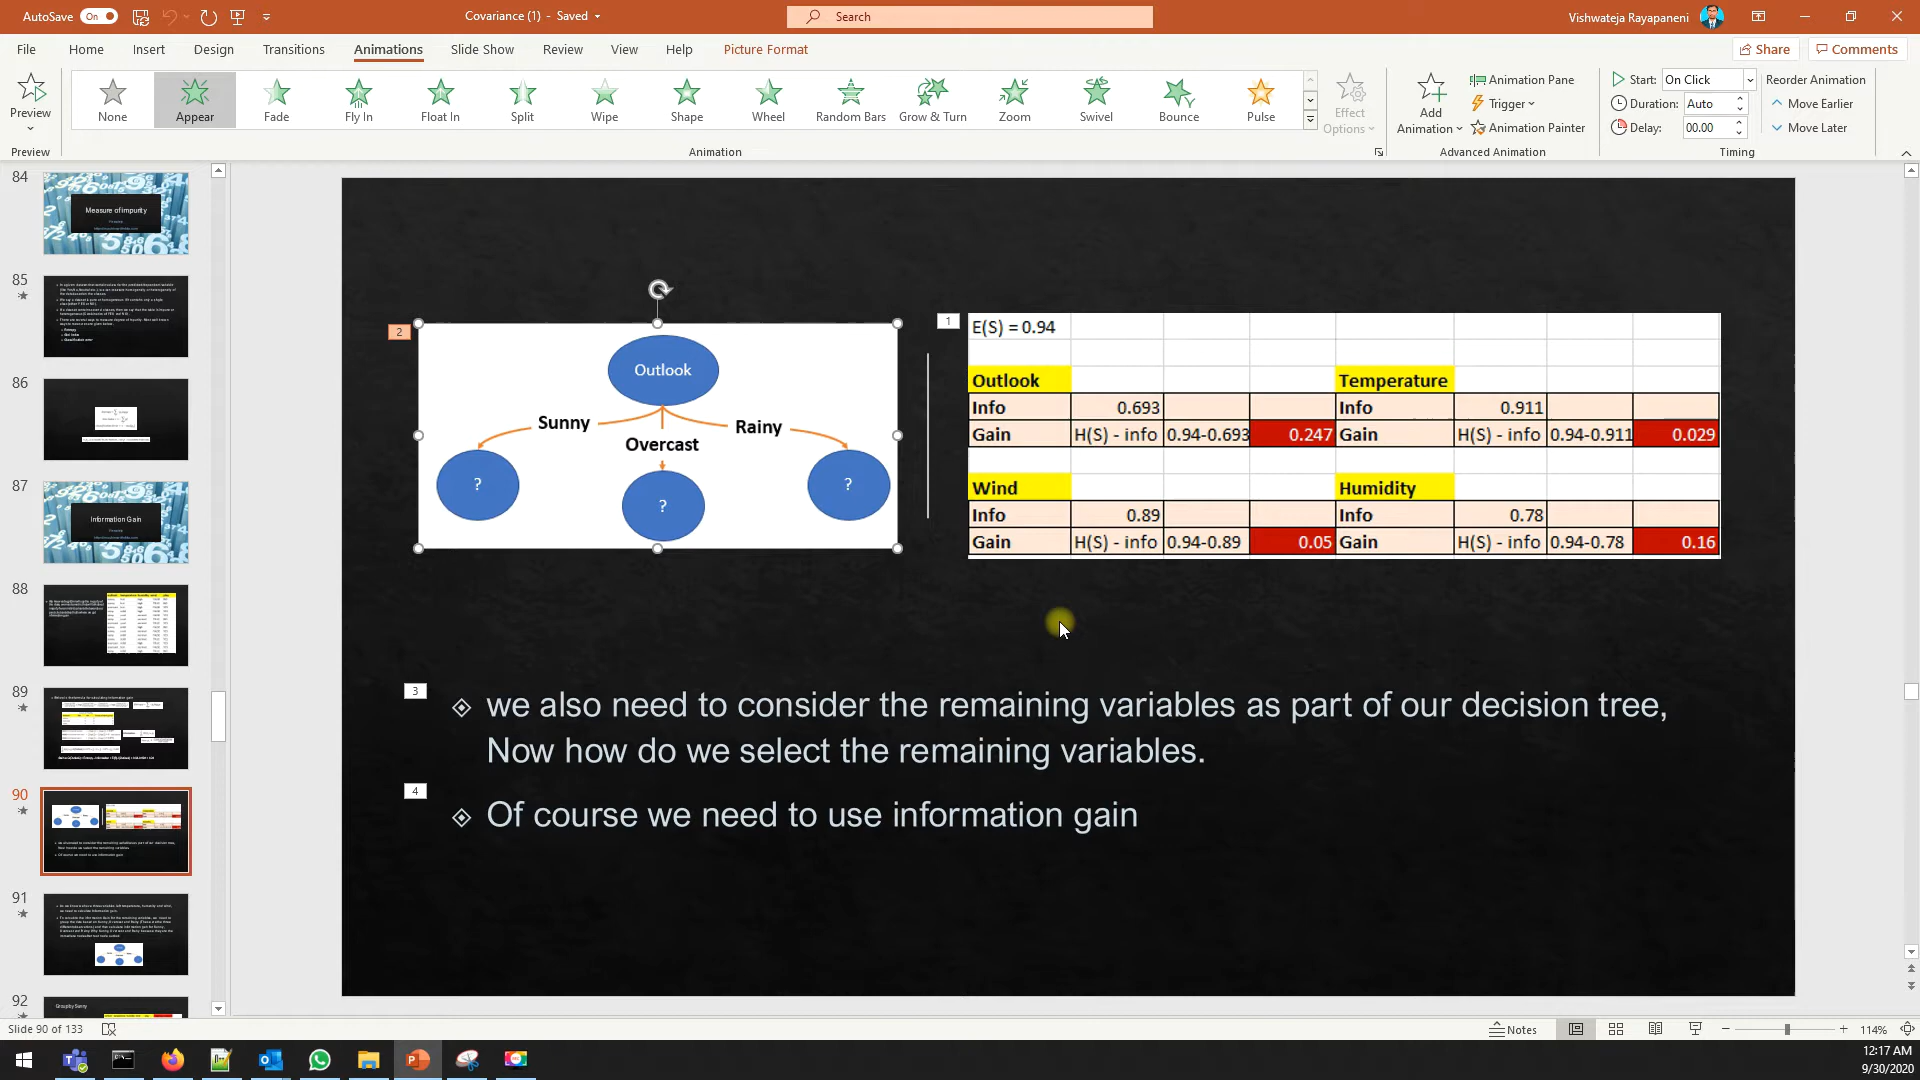 AutoSave On Covariance (1) - Saved Search Vishwateja Rayapaneni
File Home Insert Design Transitions Animations Slide Show Review View Help Picture Format Share Comments
Preview None Appear Fade Fly In Float In Split Wipe Shape Wheel Random Bars Grow & Turn Zoom Swivel Bounce Pulse Effect Options Add Animation
Animation Pane
Trigger
Animation Painter
Start: On Click
Duration: Auto
Delay: 00.00
Reorder Animation
Move Earlier
Move Later
Preview Animation Advanced Animation Timing
84
Measure of impurity
85
86
87
Information Gain
88
89
90
91
92
Group by Sunny
2
Outlook
Sunny
Overcast
Rainy
? ? ?
1
E(S) = 0.94
Outlook Temperature
Info 0.693 Info 0.911
Gain H(S) - info 0.94-0.693 0.247 Gain H(S) - info 0.94-0.911 0.029
Wind Humidity
Info 0.89 Info 0.78
Gain H(S) - info 0.94-0.89 0.05 Gain H(S) - info 0.94-0.78 0.16
3
we also need to consider the remaining variables as part of our decision tree,
Now how do we select the remaining variables.
4
Of course we need to use information gain
Slide 90 of 133 Notes 114%
12:17 AM
9/30/2020